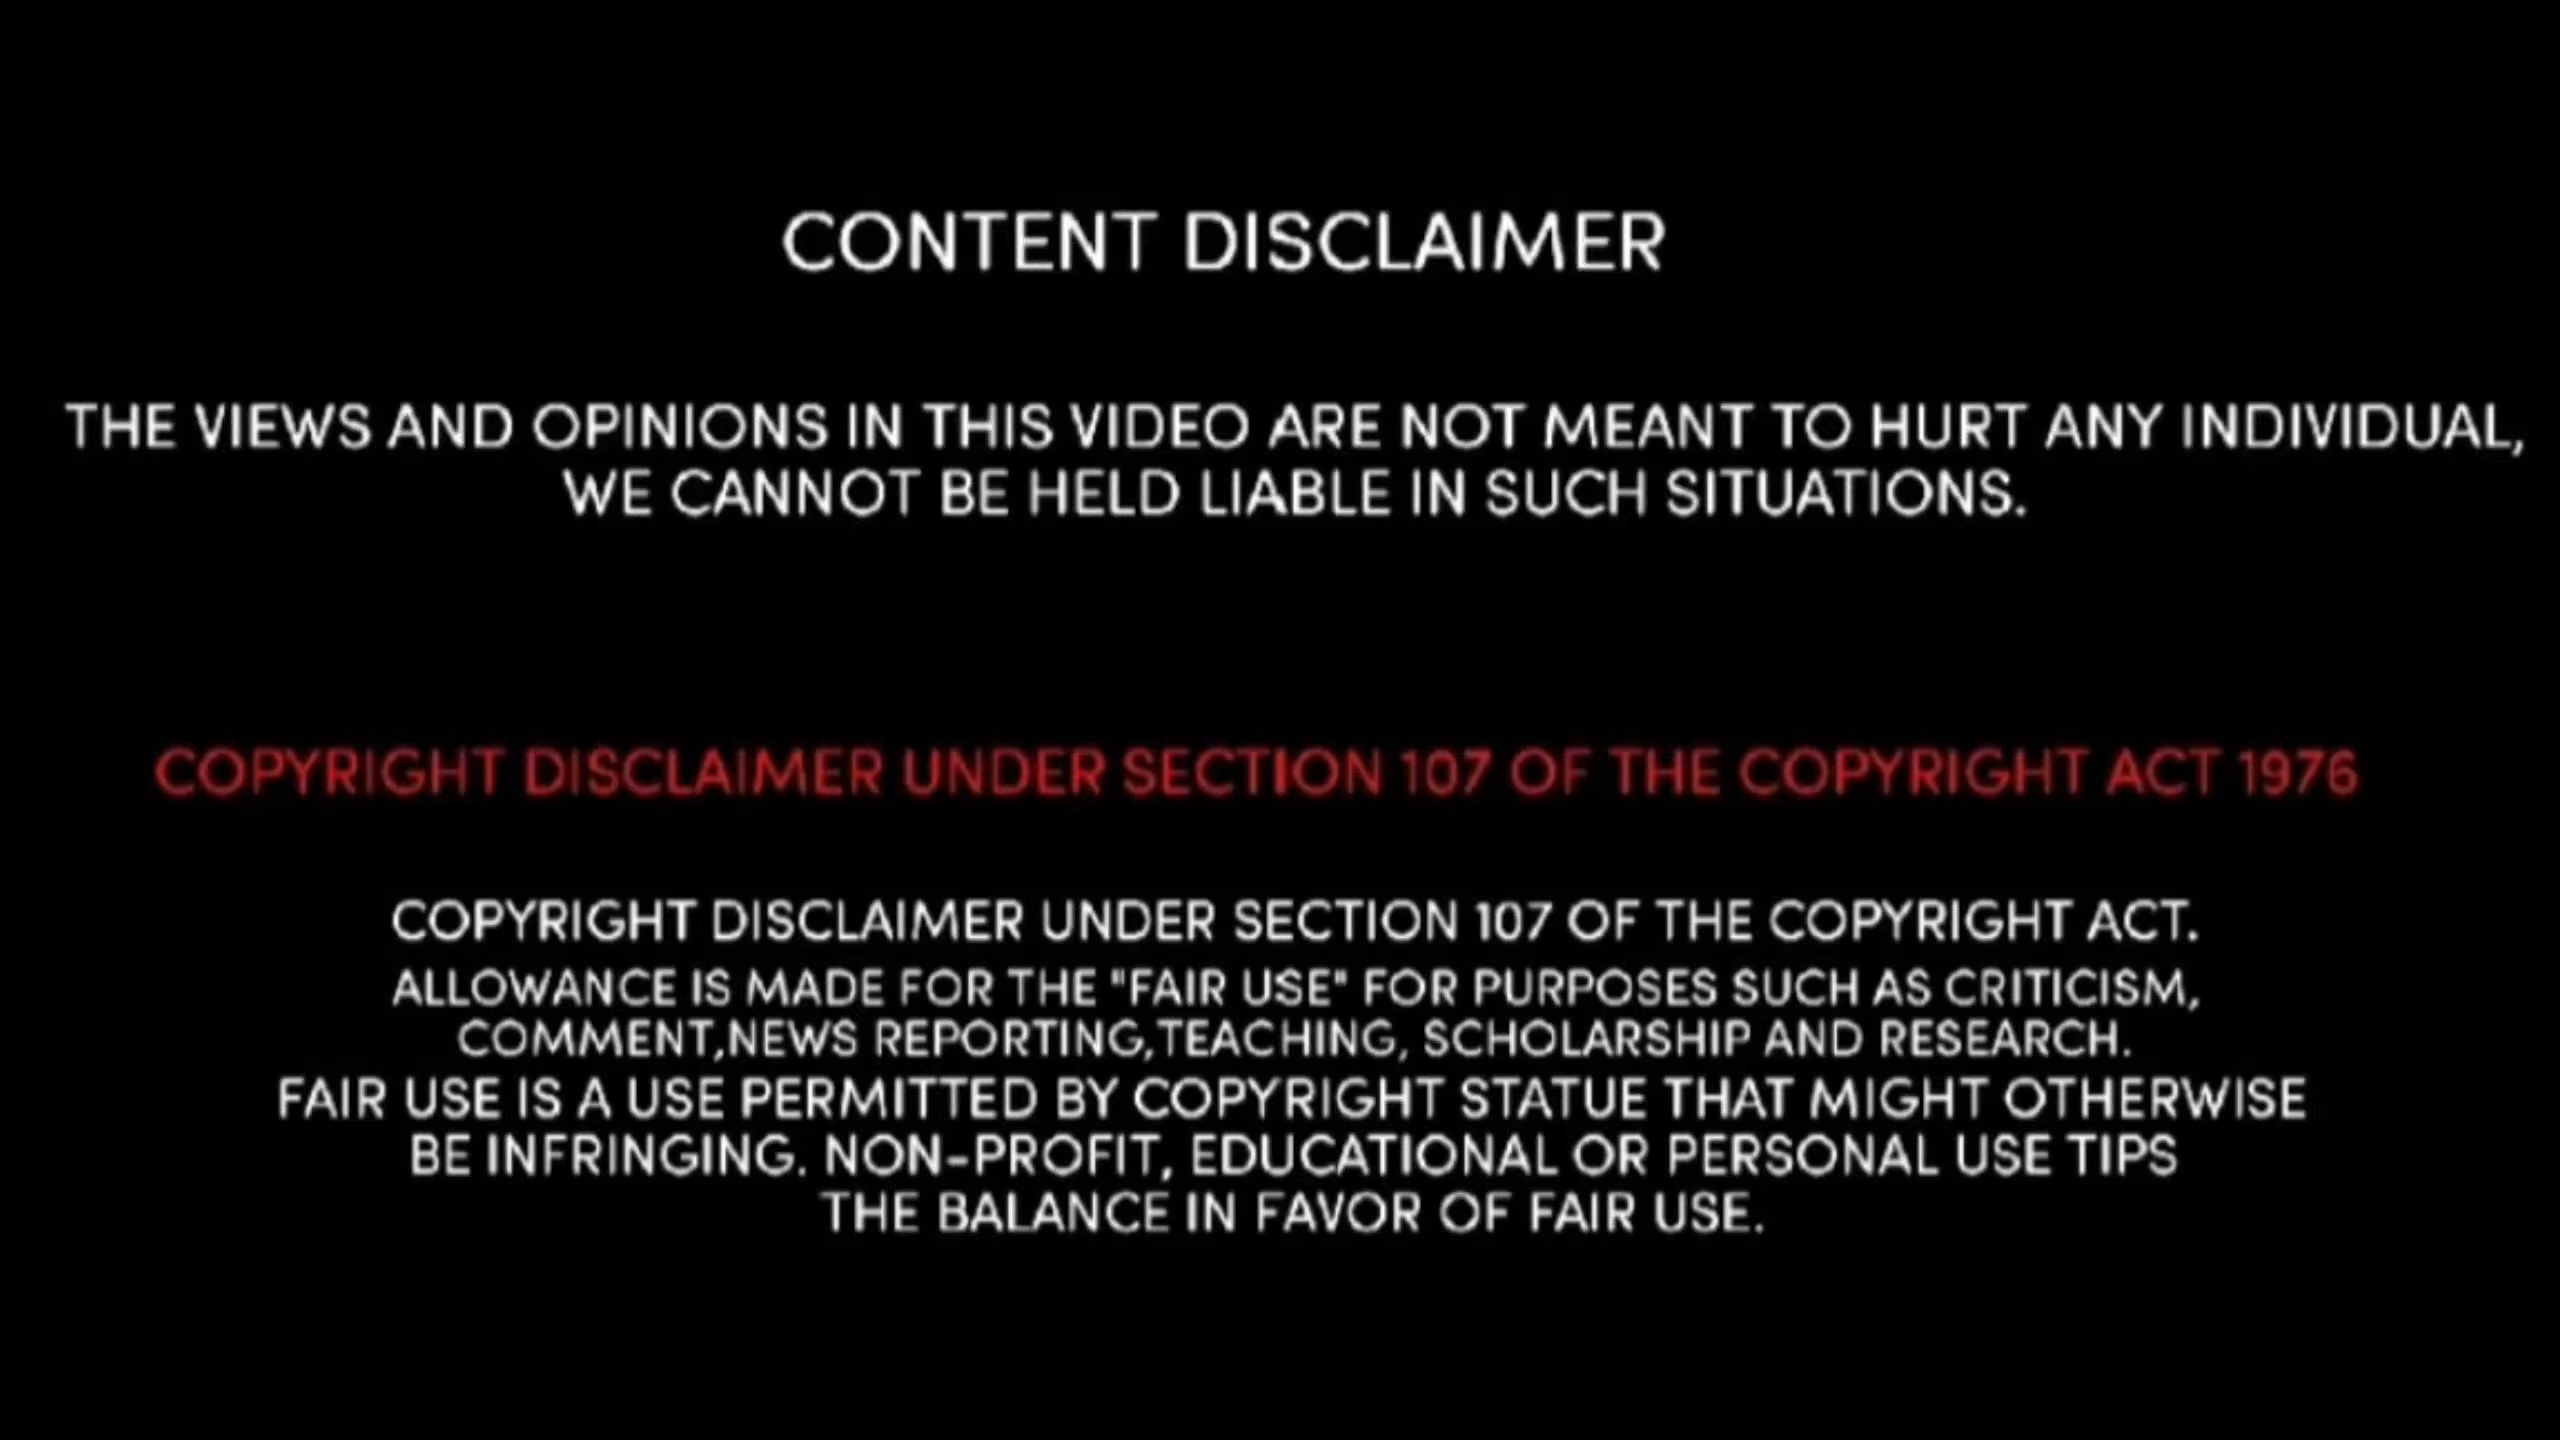 CONTENT DISCLAIMER
THE VIEWS AND OPINIONS IN THIS VIDEO ARE NOT MEANT TO HURT ANY INDIVIDUAL,
WE CANNOT BE HELD LIABLE IN SUCH SITUATIONS.
COPYRIGHT DISCLAIMER UNDER SECTION 107 OF THE COPYRIGHT ACT 1976
COPYRIGHT DISCLAIMER UNDER SECTION 107 OF THE COPYRIGHT ACT.
ALLOWANCE IS MADE FOR THE "FAIR USE" FOR PURPOSES SUCH AS CRITICISM,
COMMENT,NEWS REPORTING,TEACHING, SCHOLARSHIP AND RESEARCH.
FAIR USE IS A USE PERMITTED BY COPYRIGHT STATUE THAT MIGHT OTHERWISE
BE INFRINGING. NON-PROFIT, EDUCATIONAL OR PERSONAL USE TIPS
THE BALANCE IN FAVOR OF FAIR USE.